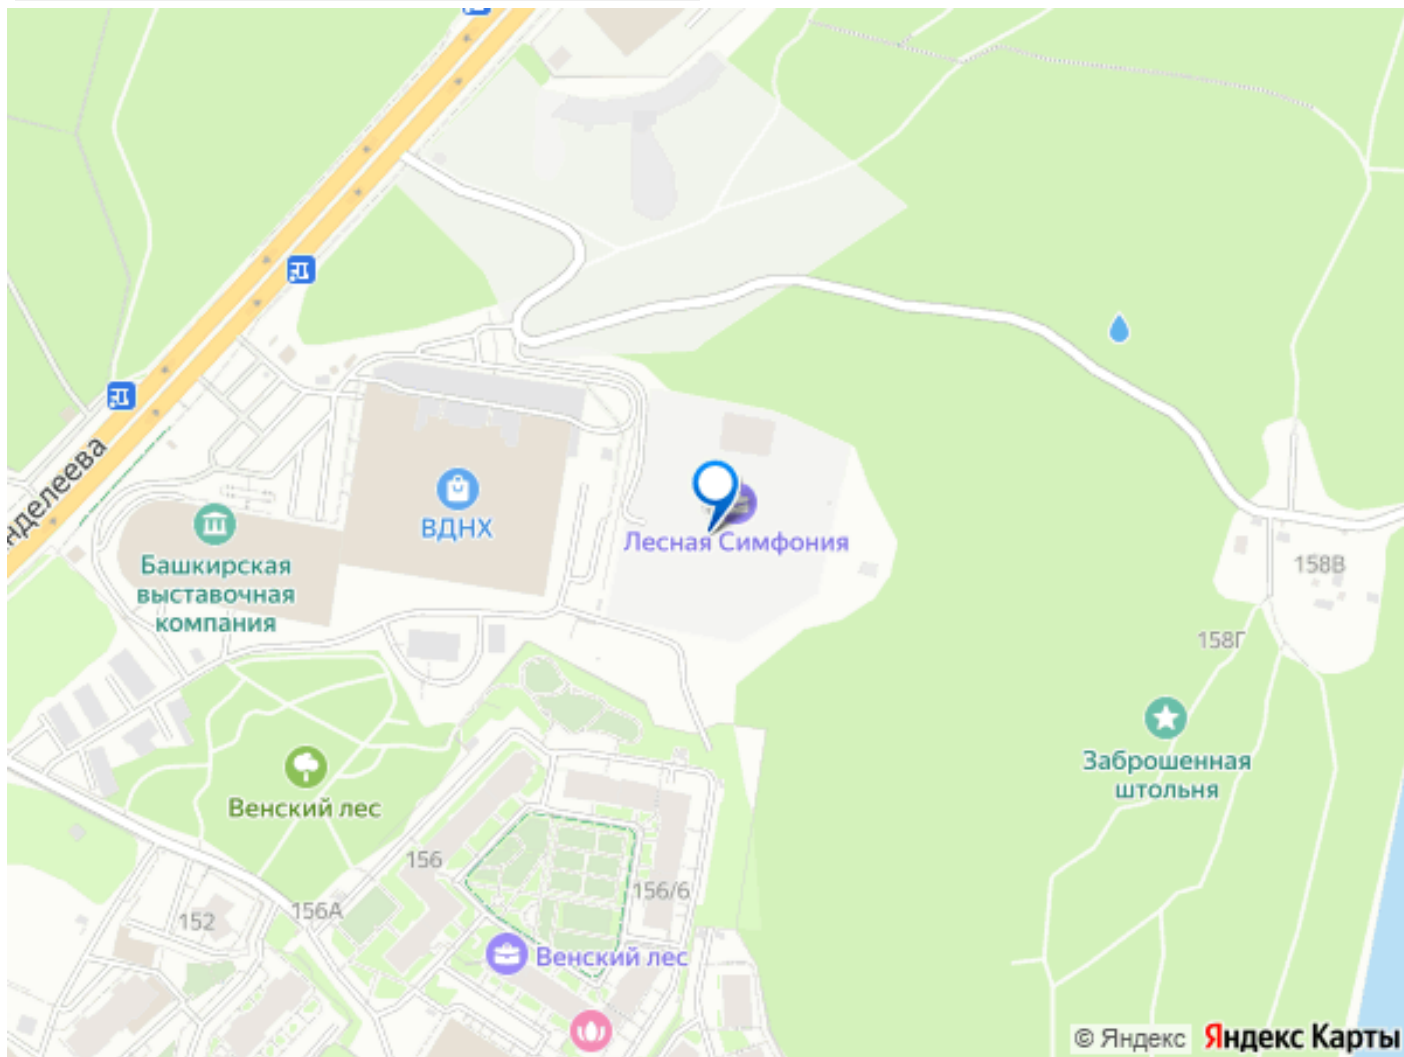 ВДНХ
Лесная Симфония
Башкирская
выставочная
компания
158В
158Г
Заброшенная
штольня
Венский лес
156
156/6
156А
152
Венский лес
© Яндекс
Яндекс Карты